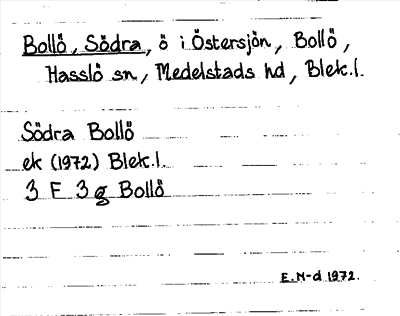 Bollö, Södra, ö i Östersjön, Bollö,
Hasslö sn, Medelstads hd, Blek.l.
Södra Bollö
ek (1972) Blek.l.
3 F 3 g Bollö
E.N-d 1972.